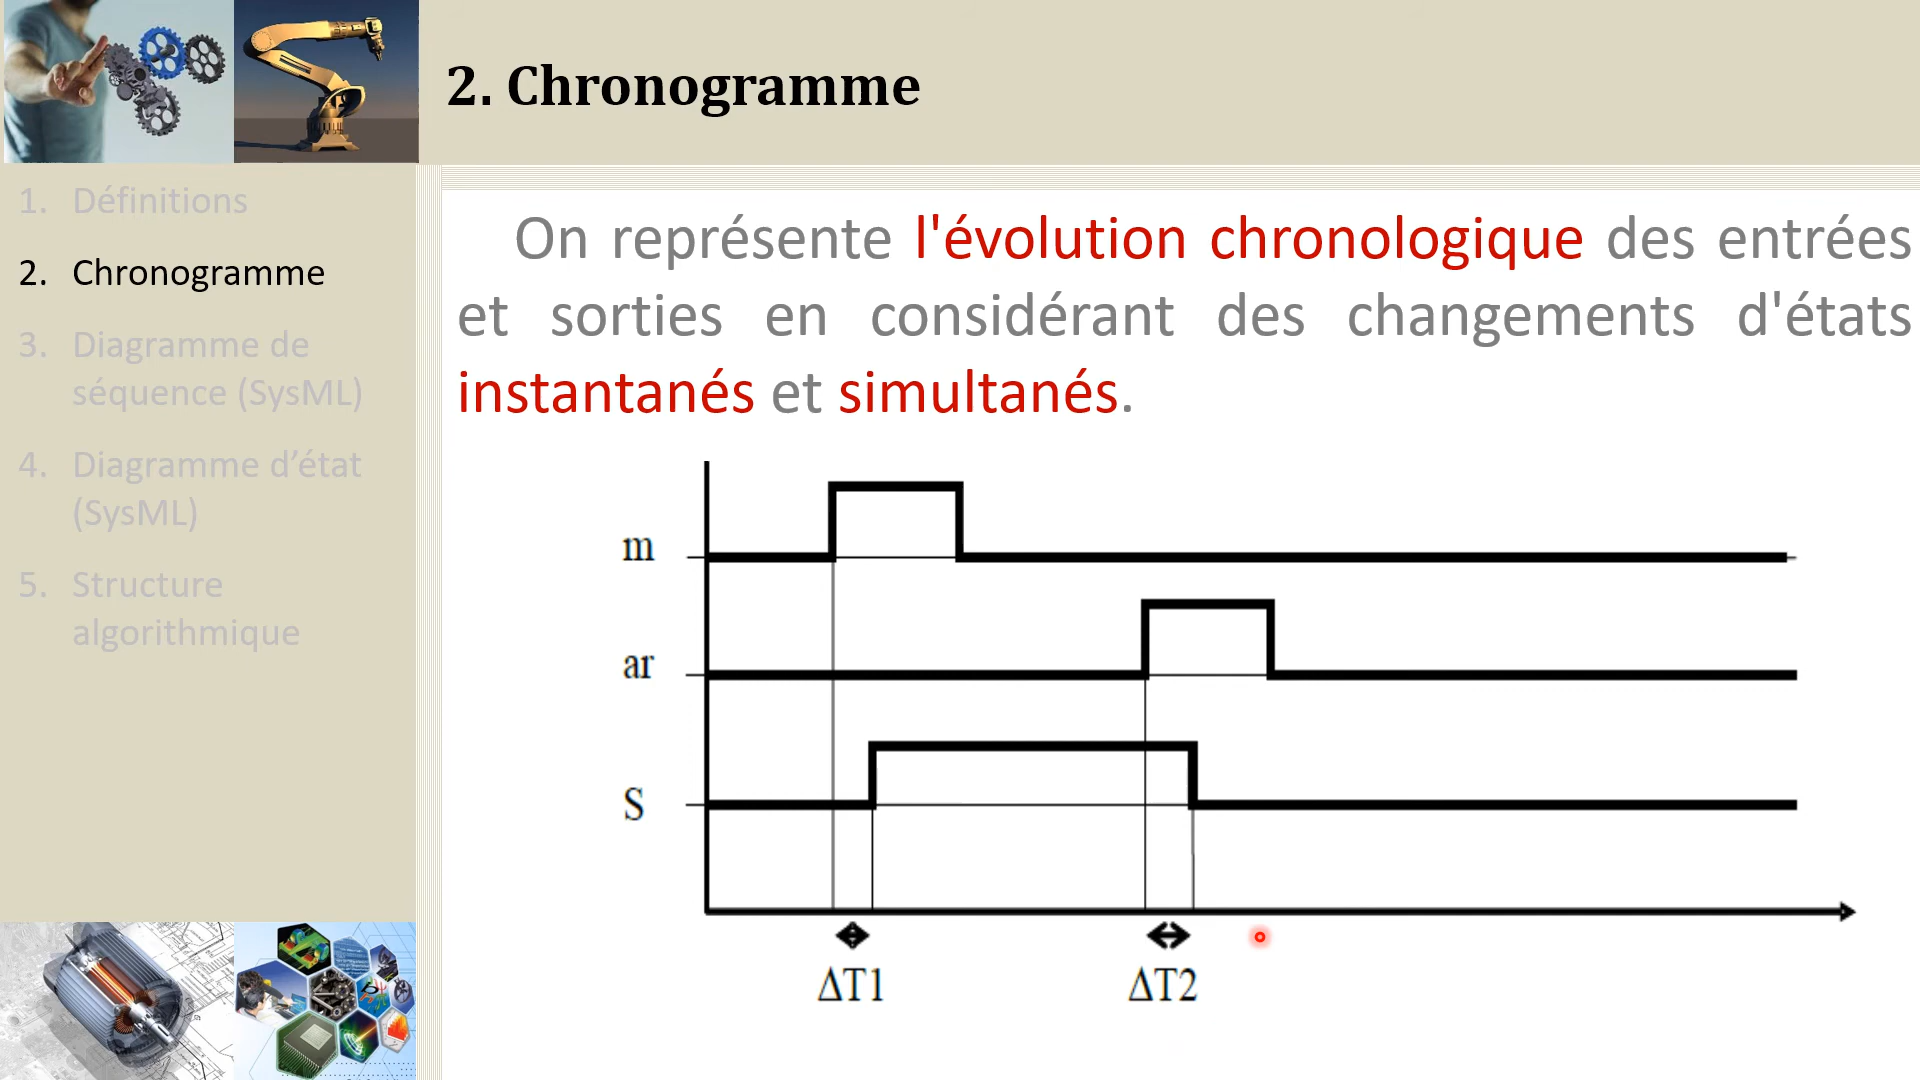 2. Chronogramme
1. Définitions
2. Chronogramme
3. Diagramme de
séquence (SysML)
4. Diagramme d’état
(SysML)
5. Structure
algorithmique
On représente l'évolution chronologique des entrées
et sorties en considérant des changements d'états
instantanés et simultanés.
m
ar
S
ΔT1
ΔT2